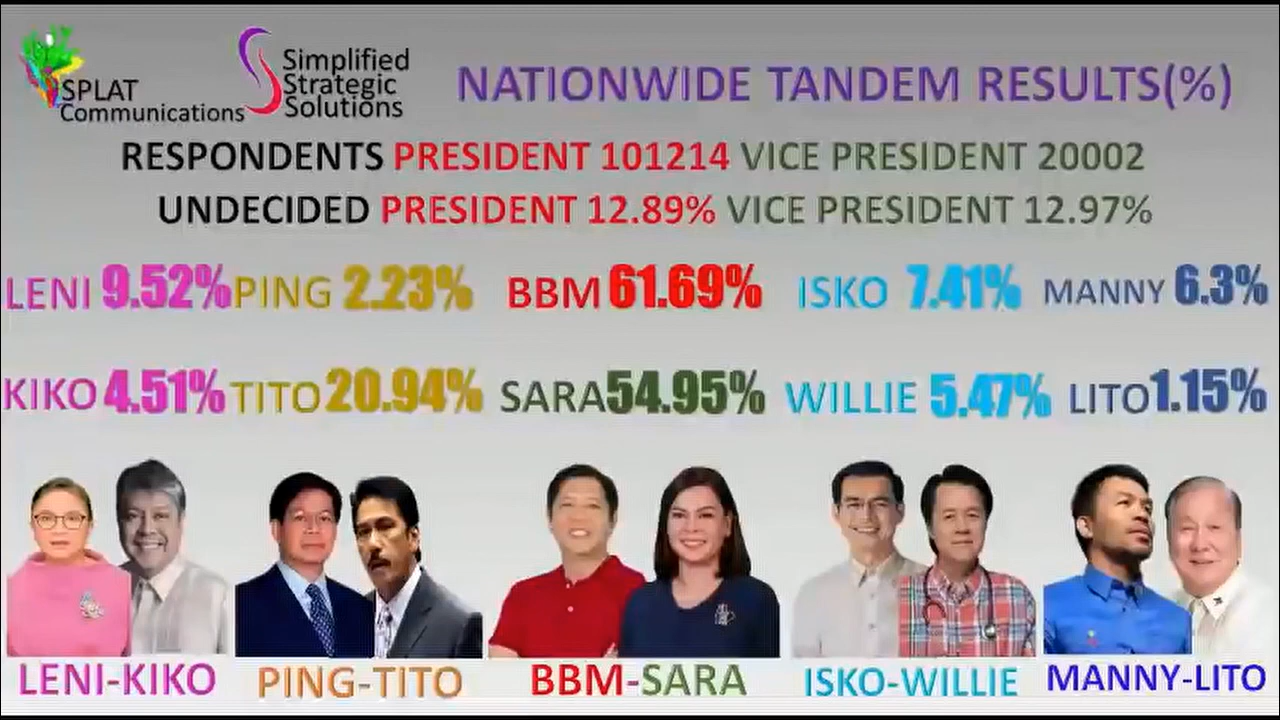 SPLAT
Communications
Simplified
Strategic
Solutions
NATIONWIDE TANDEM RESULTS(%)
RESPONDENTS PRESIDENT 101214 VICE PRESIDENT 20002
UNDECIDED PRESIDENT 12.89% VICE PRESIDENT 12.97%
LENI 9.52% PING 2.23% BBM 61.69% ISKO 7.41% MANNY 6.3%
KIKO 4.51% TITO 20.94% SARA 54.95% WILLIE 5.47% LITO 1.15%
LENI-KIKO PING-TITO BBM-SARA ISKO-WILLIE MANNY-LITO